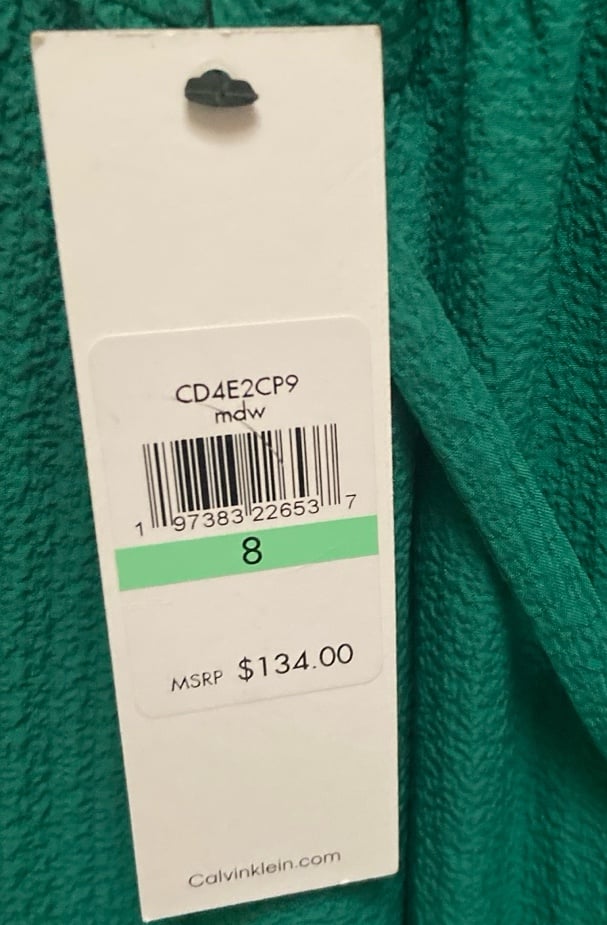 CD4E2CP9
mdw
1 97383 22653 7
8
MSRP $134.00
Calvinklein.com